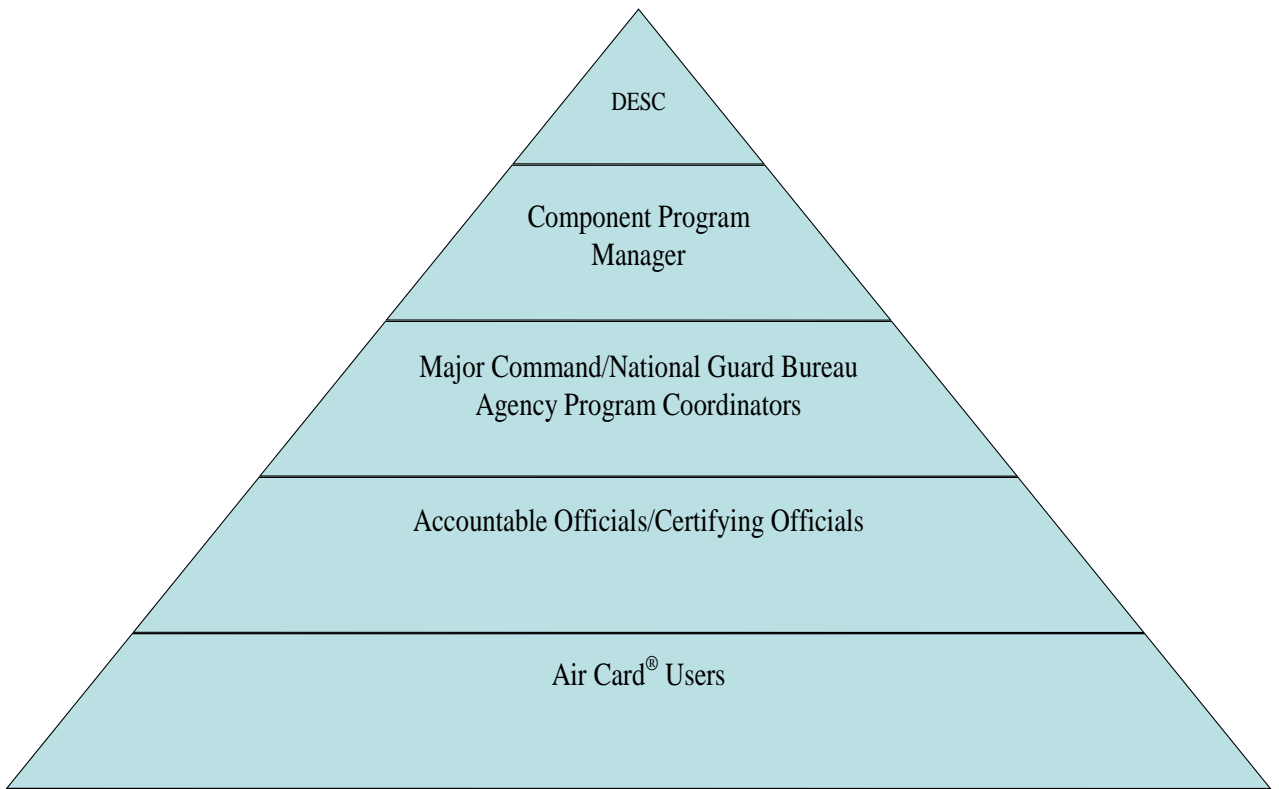 DESC
Component Program
Manager
Major Command/National Guard Bureau
Agency Program Coordinators
Accountable Officials/Certifying Officials
Air Card® Users